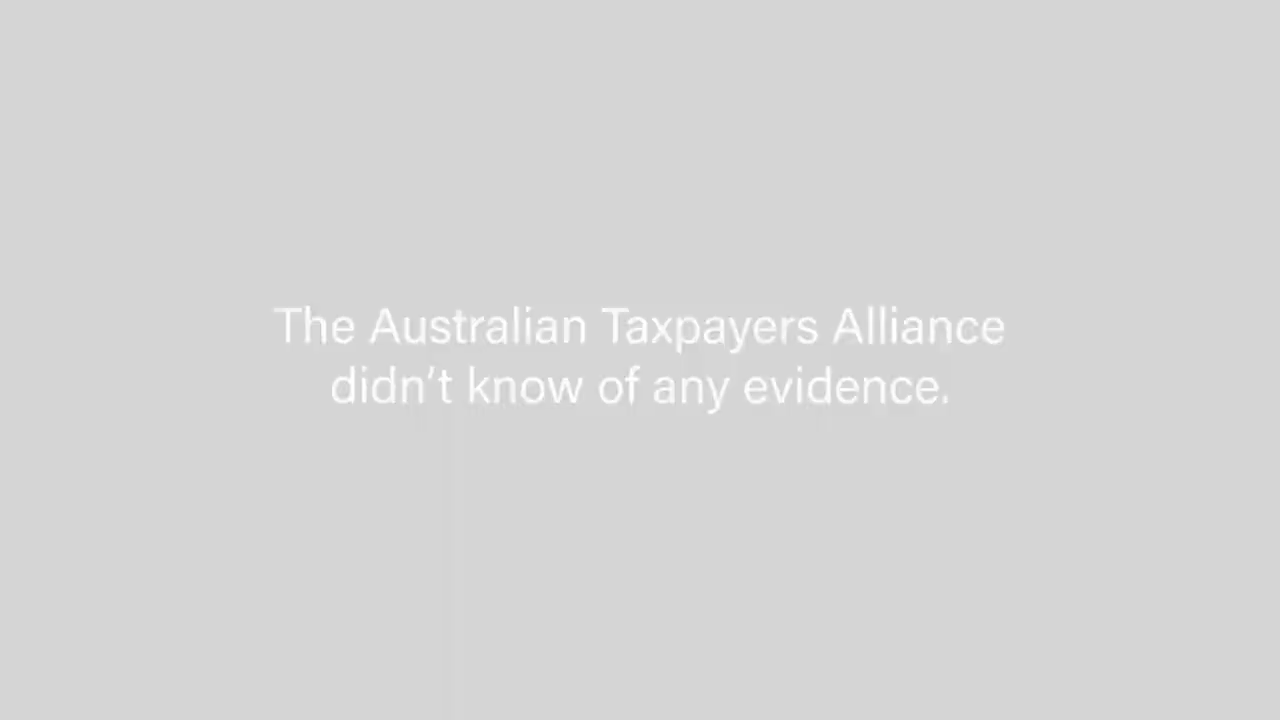 The Australian Taxpayers Alliance
didn’t know of any evidence.